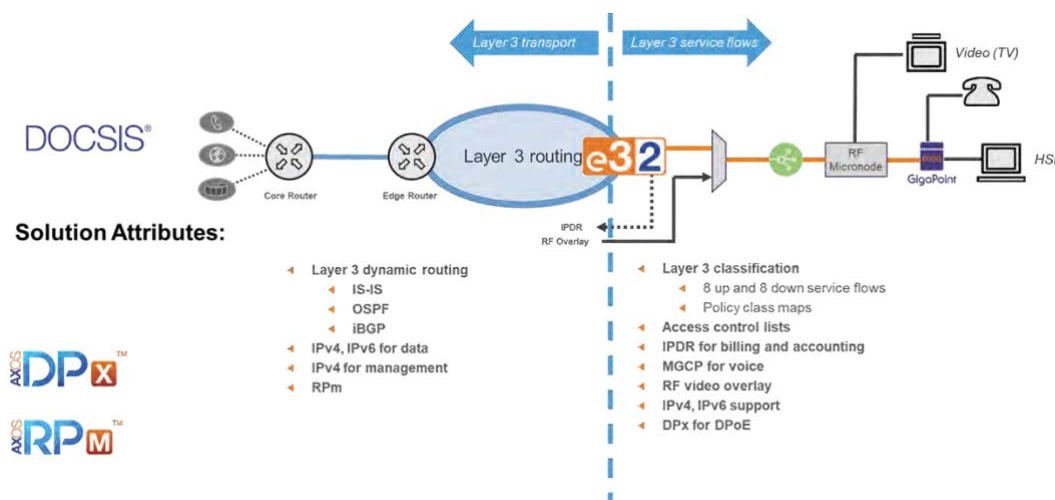 Layer 3 transport
Layer 3 service flows
Video (TV)
DOCSIS®
Layer 3 routing
e32
RF
Micronode
GigaPoint
HSI
Core Router
Edge Router
IPDR
RF Overlay
Solution Attributes:
Layer 3 dynamic routing
IS-IS
OSPF
iBGP
IPv4, IPv6 for data
IPv4 for management
RPm
Layer 3 classification
8 up and 8 down service flows
Policy class maps
Access control lists
IPDR for billing and accounting
MGCP for voice
RF video overlay
IPv4, IPv6 support
DPx for DPoE
AXOS DPx™
AXOS RPM™